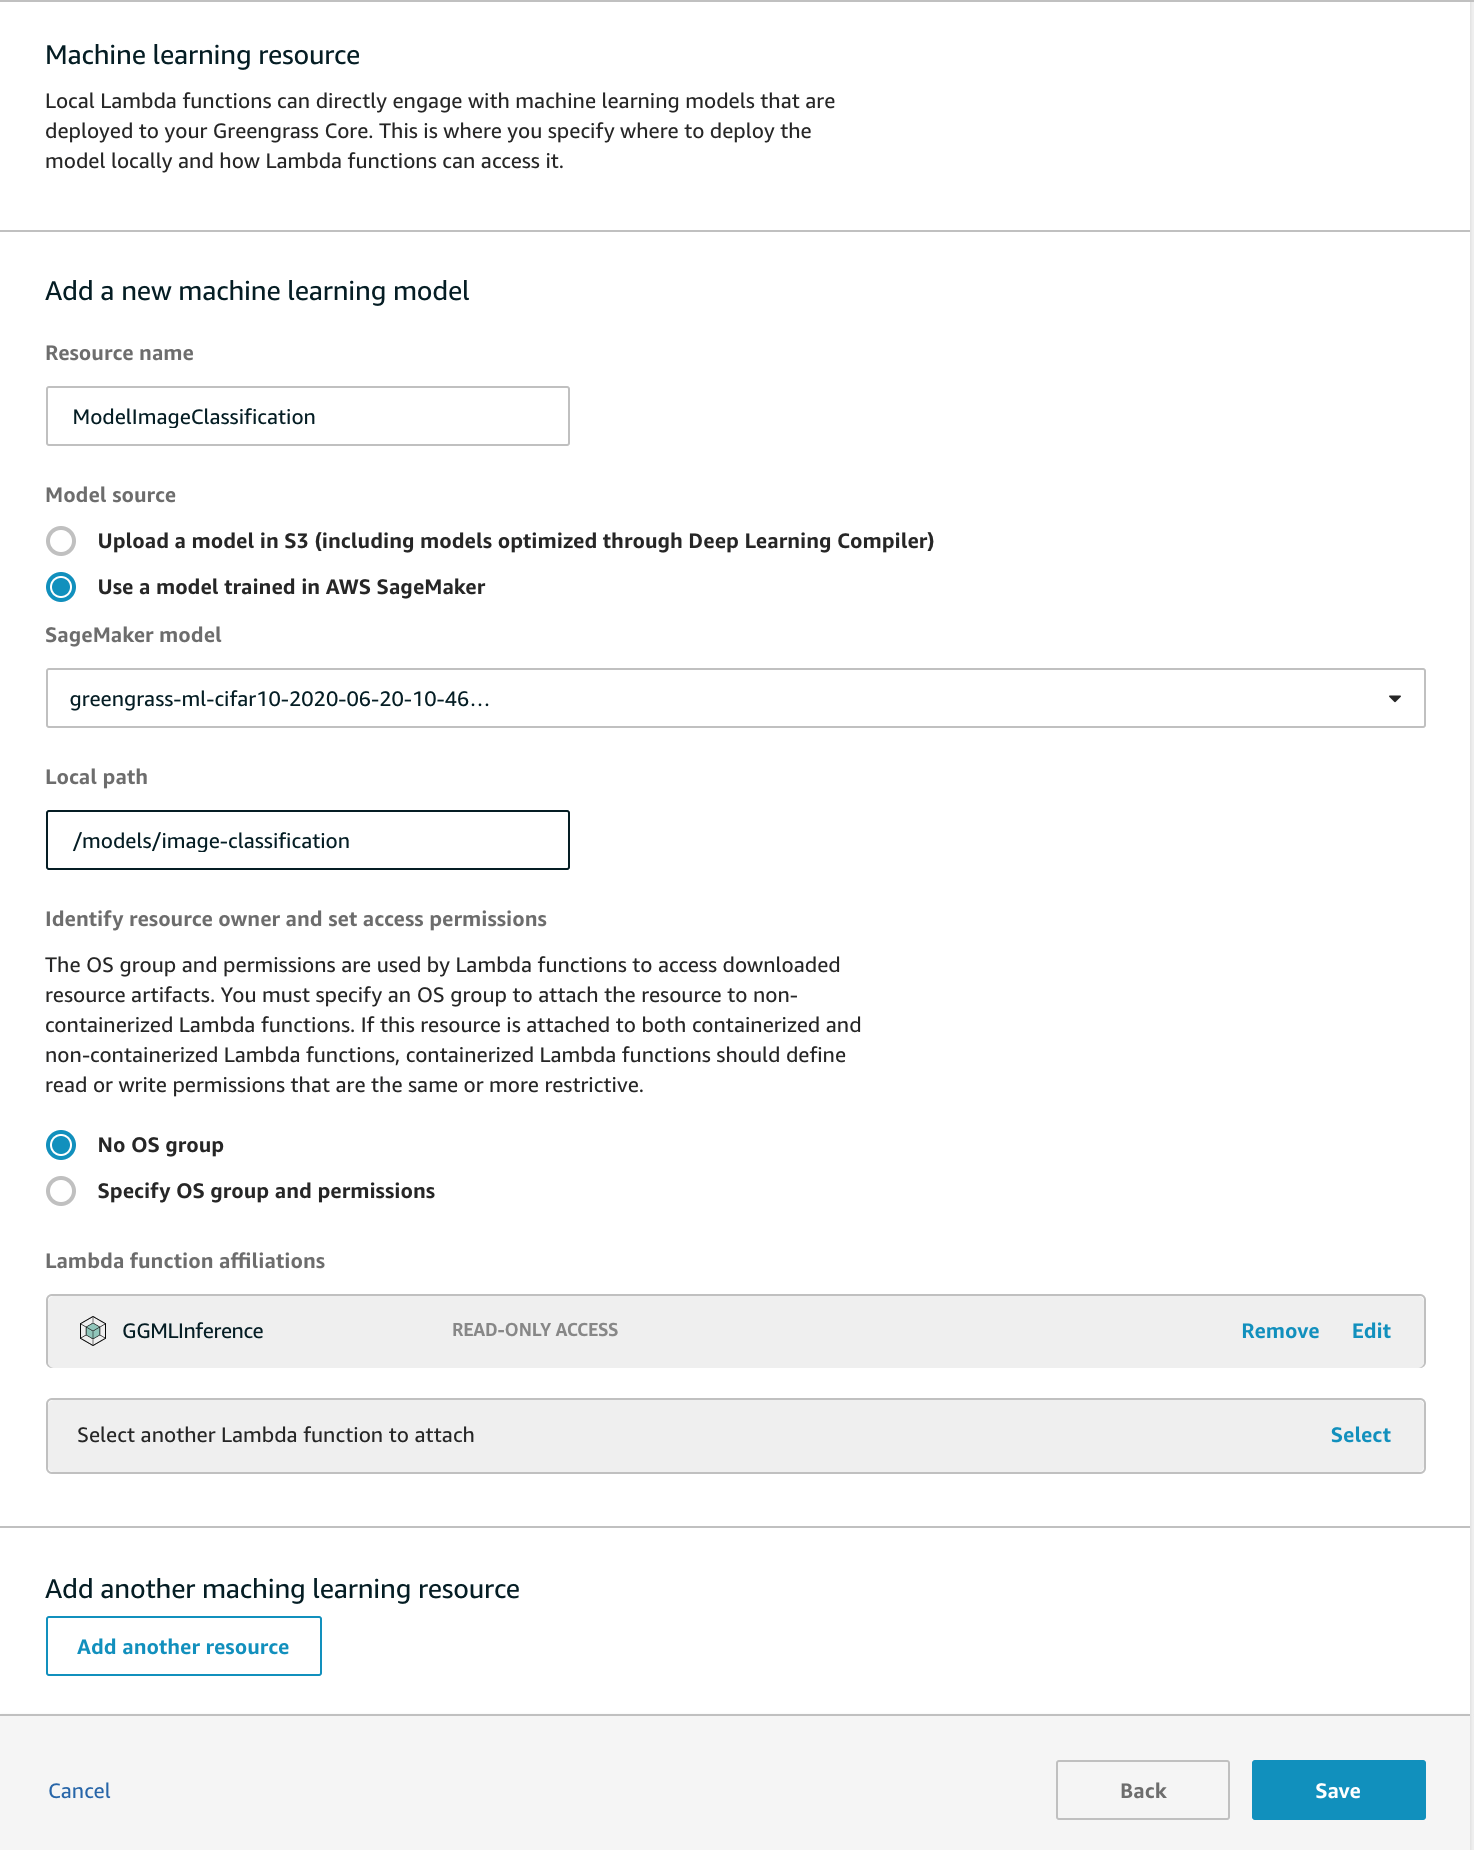 Machine learning resource
Local Lambda functions can directly engage with machine learning models that are
deployed to your Greengrass Core. This is where you specify where to deploy the
model locally and how Lambda functions can access it.
Add a new machine learning model
Resource name
ModelImageClassification
Model source
Upload a model in S3 (including models optimized through Deep Learning Compiler)
Use a model trained in AWS SageMaker
SageMaker model
greengrass-ml-cifar10-2020-06-20-10-46...
Local path
/models/image-classification
Identify resource owner and set access permissions
The OS group and permissions are used by Lambda functions to access downloaded
resource artifacts. You must specify an OS group to attach the resource to non-
containerized Lambda functions. If this resource is attached to both containerized and
non-containerized Lambda functions, containerized Lambda functions should define
read or write permissions that are the same or more restrictive.
No OS group
Specify OS group and permissions
Lambda function affiliations
GGMLInference READ-ONLY ACCESS Remove Edit
Select another Lambda function to attach Select
Add another maching learning resource
Add another resource
Cancel Back Save